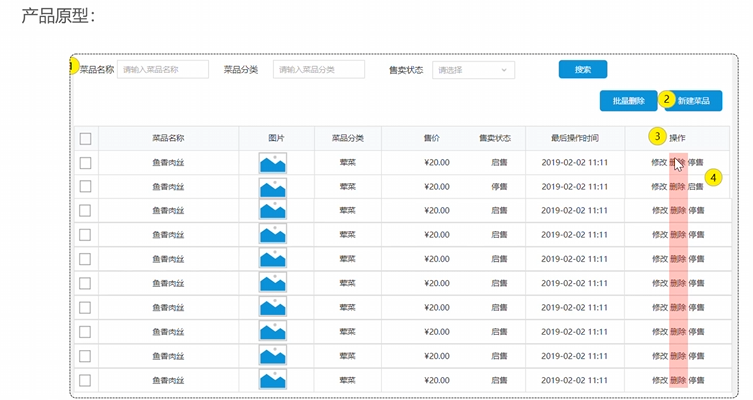 产品原型：
1 菜品名称 请输入菜品名称 菜品分类 请输入菜品分类 售卖状态 请选择 搜索
批量删除 2 新建菜品
菜品名称 图片 菜品分类 售价 售卖状态 最后操作时间 3 操作
鱼香肉丝 荤菜 ¥20.00 启售 2019-02-02 11:11 修改 删除 停售
4
鱼香肉丝 荤菜 ¥20.00 停售 2019-02-02 11:11 修改 删除 启售
鱼香肉丝 荤菜 ¥20.00 启售 2019-02-02 11:11 修改 删除 停售
鱼香肉丝 荤菜 ¥20.00 启售 2019-02-02 11:11 修改 删除 停售
鱼香肉丝 荤菜 ¥20.00 启售 2019-02-02 11:11 修改 删除 停售
鱼香肉丝 荤菜 ¥20.00 启售 2019-02-02 11:11 修改 删除 停售
鱼香肉丝 荤菜 ¥20.00 启售 2019-02-02 11:11 修改 删除 停售
鱼香肉丝 荤菜 ¥20.00 启售 2019-02-02 11:11 修改 删除 停售
鱼香肉丝 荤菜 ¥20.00 启售 2019-02-02 11:11 修改 删除 停售
鱼香肉丝 荤菜 ¥20.00 启售 2019-02-02 11:11 修改 删除 停售